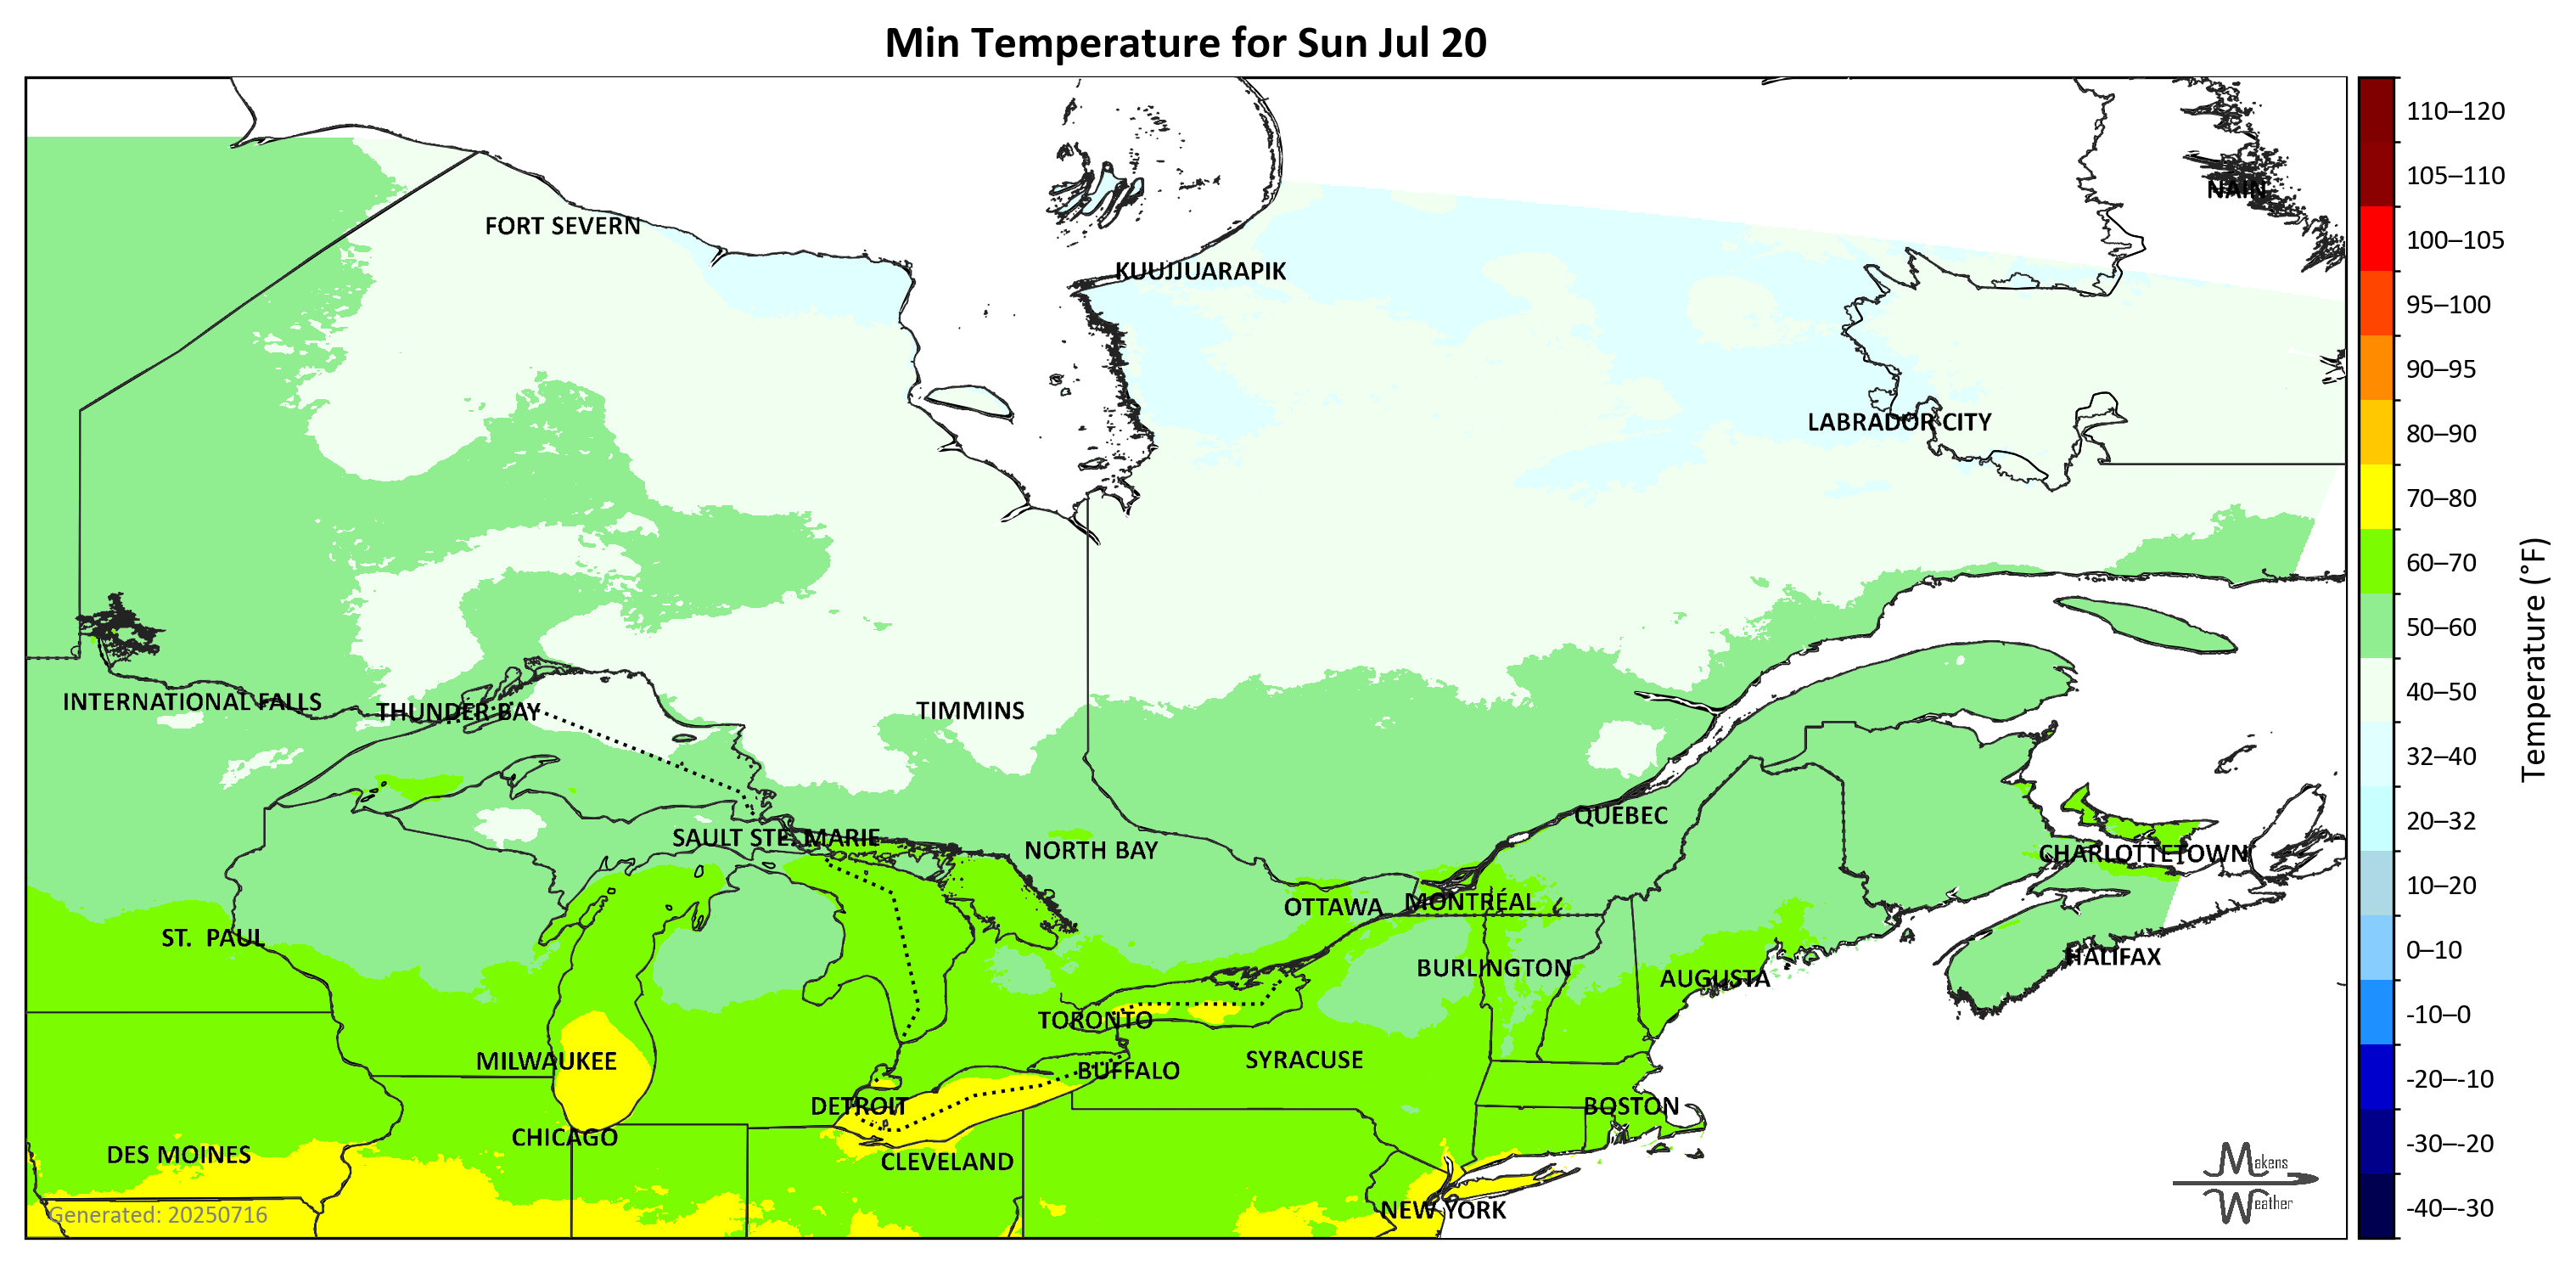 Min Temperature for Sun Jul 20
FORT SEVERN
KUUJJUARAPIK
NAIN
LABRADOR CITY
INTERNATIONAL FALLS
THUNDER BAY
TIMMINS
SAULT STE. MARIE
NORTH BAY
QUEBEC
CHARLOTTETOWN
OTTAWA
MONTRÉAL
ST. PAUL
BURLINGTON
AUGUSTA
HALIFAX
TORONTO
MILWAUKEE
BUFFALO
SYRACUSE
DETROIT
BOSTON
CHICAGO
DES MOINES
CLEVELAND
NEW YORK
Generated: 20250716
Makens
Weather
110–120
105–110
100–105
95–100
90–95
80–90
70–80
60–70
50–60
40–50
32–40
20–32
10–20
0–10
-10–0
-20–-10
-30–-20
-40–-30
Temperature (°F)